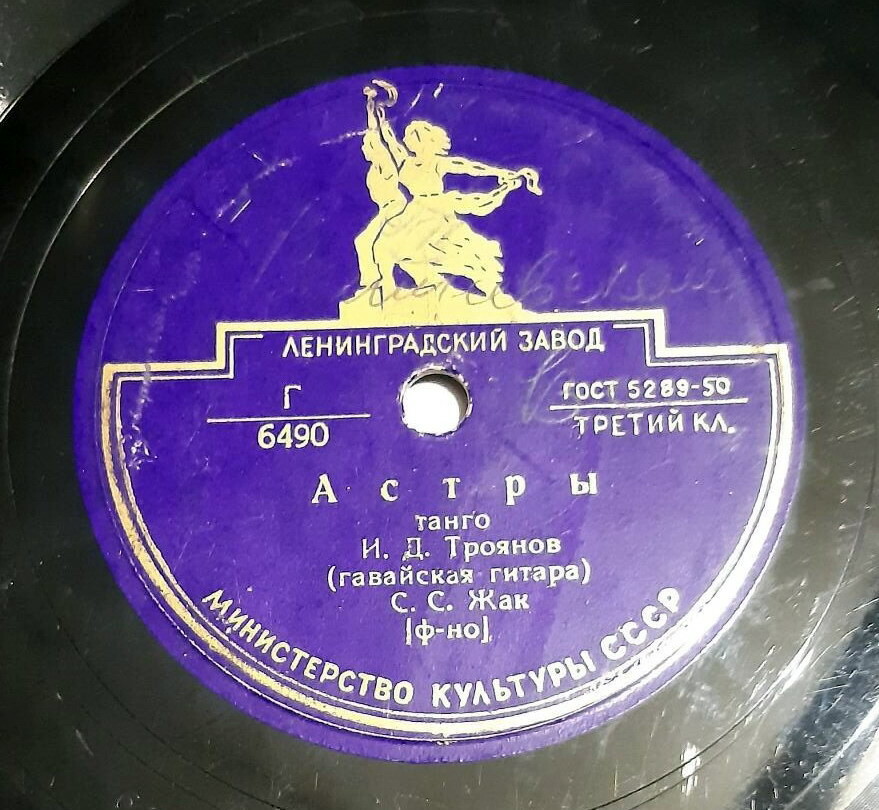 ЛЕНИНГРАДСКИЙ ЗАВОД
Г
6490
ГОСТ 5289-50
ТРЕТИЙ КЛ.
Астры
танго
И. Д. Троянов
(гавайская гитара)
С. С. Жак
[ф-но]
МИНИСТЕРСТВО КУЛЬТУРЫ СССР